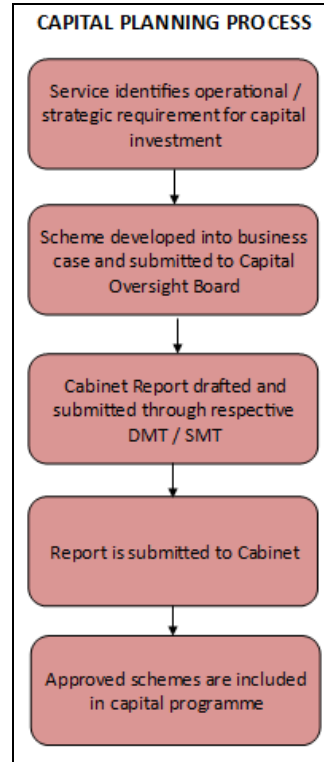 CAPITAL PLANNING PROCESS
Service identifies operational /
strategic requirement for capital
investment
Scheme developed into business
case and submitted to Capital
Oversight Board
Cabinet Report drafted and
submitted through respective
DMT / SMT
Report is submitted to Cabinet
Approved schemes are included
in capital programme